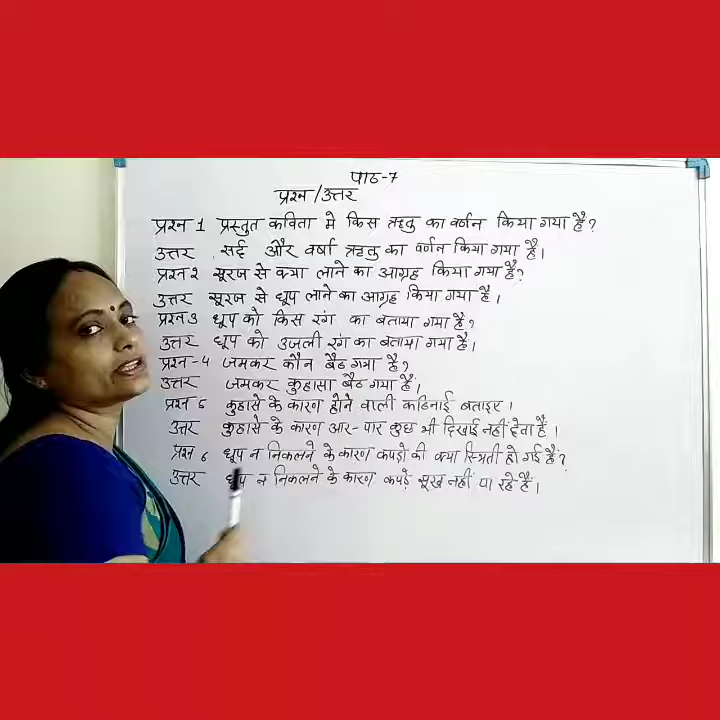 पाठ-7
प्रश्न/उत्तर
प्रश्न 1 प्रस्तुत कविता मे किस ऋतु का वर्णन किया गया है?
उत्तर सर्द और वर्षा ऋतु का वर्णन किया गया है।
प्रश्न 2 सूरज से क्या लाने का आग्रह किया गया है?
उत्तर सूरज से धूप लाने का आग्रह किया गया है।
प्रश्न 3 धूप को किस रंग का बताया गया है?
उत्तर धूप को उजली रंग का बताया गया है।
प्रश्न-4 जमकर कौन बैठ गया है?
उत्तर जमकर कुहासा बैठ गया है।
प्रश्न 5 कुहासे के कारण होने वाली कठिनाई बताइए।
उत्तर कुहासे के कारण आर-पार कुछ भी दिखाई नहीं देता है।
प्रश्न 6 धूप न निकलने के कारण कपड़ो की क्या स्थिती हो गई है?
उत्तर धूप न निकलने के कारण कपड़े सूख नहीं पा रहे हैं।